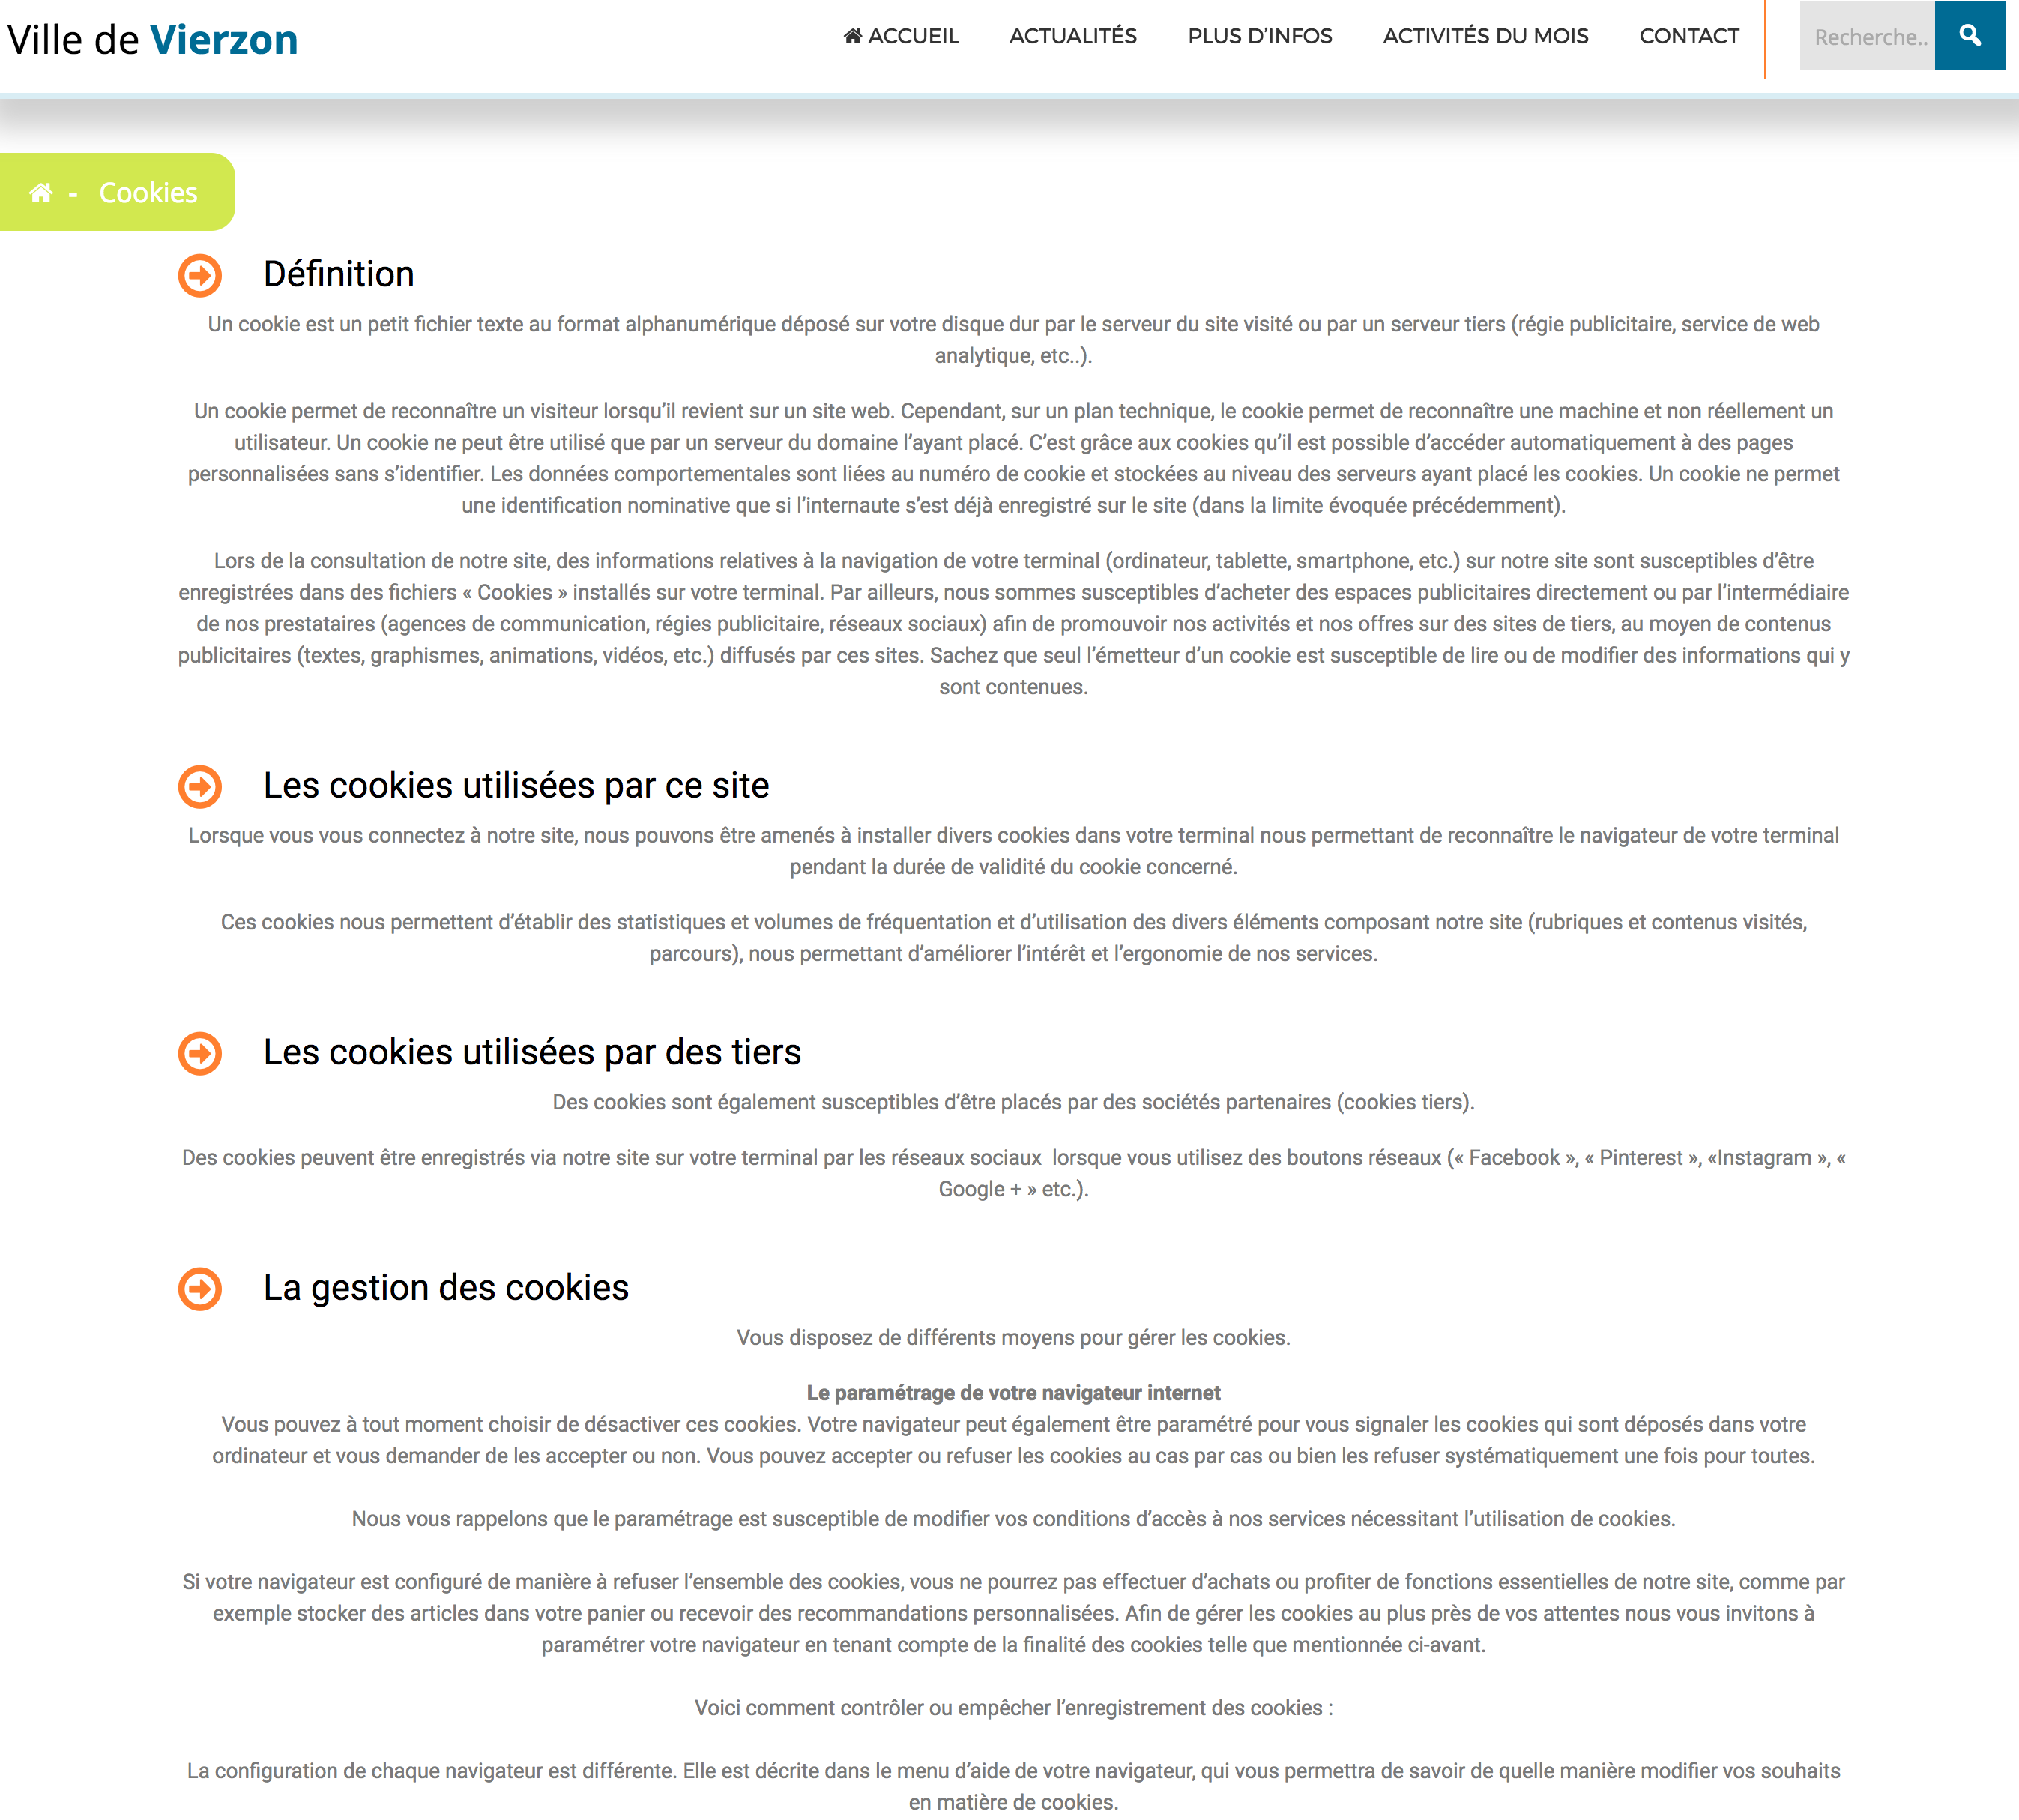 Ville de Vierzon
ACCUEIL ACTUALITÉS PLUS D'INFOS ACTIVITÉS DU MOIS CONTACT Recherche..
- Cookies
Définition
Un cookie est un petit fichier texte au format alphanumérique déposé sur votre disque dur par le serveur du site visité ou par un serveur tiers (régie publicitaire, service de web
analytique, etc..).
Un cookie permet de reconnaître un visiteur lorsqu’il revient sur un site web. Cependant, sur un plan technique, le cookie permet de reconnaître une machine et non réellement un
utilisateur. Un cookie ne peut être utilisé que par un serveur du domaine l’ayant placé. C’est grâce aux cookies qu’il est possible d’accéder automatiquement à des pages
personnalisées sans s’identifier. Les données comportementales sont liées au numéro de cookie et stockées au niveau des serveurs ayant placé les cookies. Un cookie ne permet
une identification nominative que si l’internaute s’est déjà enregistré sur le site (dans la limite évoquée précédemment).
Lors de la consultation de notre site, des informations relatives à la navigation de votre terminal (ordinateur, tablette, smartphone, etc.) sur notre site sont susceptibles d’être
enregistrées dans des fichiers « Cookies » installés sur votre terminal. Par ailleurs, nous sommes susceptibles d’acheter des espaces publicitaires directement ou par l’intermédiaire
de nos prestataires (agences de communication, régies publicitaire, réseaux sociaux) afin de promouvoir nos activités et nos offres sur des sites de tiers, au moyen de contenus
publicitaires (textes, graphismes, animations, vidéos, etc.) diffusés par ces sites. Sachez que seul l’émetteur d’un cookie est susceptible de lire ou de modifier des informations qui y
sont contenues.
Les cookies utilisées par ce site
Lorsque vous vous connectez à notre site, nous pouvons être amenés à installer divers cookies dans votre terminal nous permettant de reconnaître le navigateur de votre terminal
pendant la durée de validité du cookie concerné.
Ces cookies nous permettent d’établir des statistiques et volumes de fréquentation et d’utilisation des divers éléments composant notre site (rubriques et contenus visités,
parcours), nous permettant d’améliorer l’intérêt et l’ergonomie de nos services.
Les cookies utilisées par des tiers
Des cookies sont également susceptibles d’être placés par des sociétés partenaires (cookies tiers).
Des cookies peuvent être enregistrés via notre site sur votre terminal par les réseaux sociaux  lorsque vous utilisez des boutons réseaux (« Facebook », « Pinterest », «Instagram », «
Google + » etc.).
La gestion des cookies
Vous disposez de différents moyens pour gérer les cookies.
Le paramétrage de votre navigateur internet
Vous pouvez à tout moment choisir de désactiver ces cookies. Votre navigateur peut également être paramétré pour vous signaler les cookies qui sont déposés dans votre
ordinateur et vous demander de les accepter ou non. Vous pouvez accepter ou refuser les cookies au cas par cas ou bien les refuser systématiquement une fois pour toutes.
Nous vous rappelons que le paramétrage est susceptible de modifier vos conditions d’accès à nos services nécessitant l’utilisation de cookies.
Si votre navigateur est configuré de manière à refuser l’ensemble des cookies, vous ne pourrez pas effectuer d’achats ou profiter de fonctions essentielles de notre site, comme par
exemple stocker des articles dans votre panier ou recevoir des recommandations personnalisées. Afin de gérer les cookies au plus près de vos attentes nous vous invitons à
paramétrer votre navigateur en tenant compte de la finalité des cookies telle que mentionnée ci-avant.
Voici comment contrôler ou empêcher l’enregistrement des cookies :
La configuration de chaque navigateur est différente. Elle est décrite dans le menu d’aide de votre navigateur, qui vous permettra de savoir de quelle manière modifier vos souhaits
en matière de cookies.